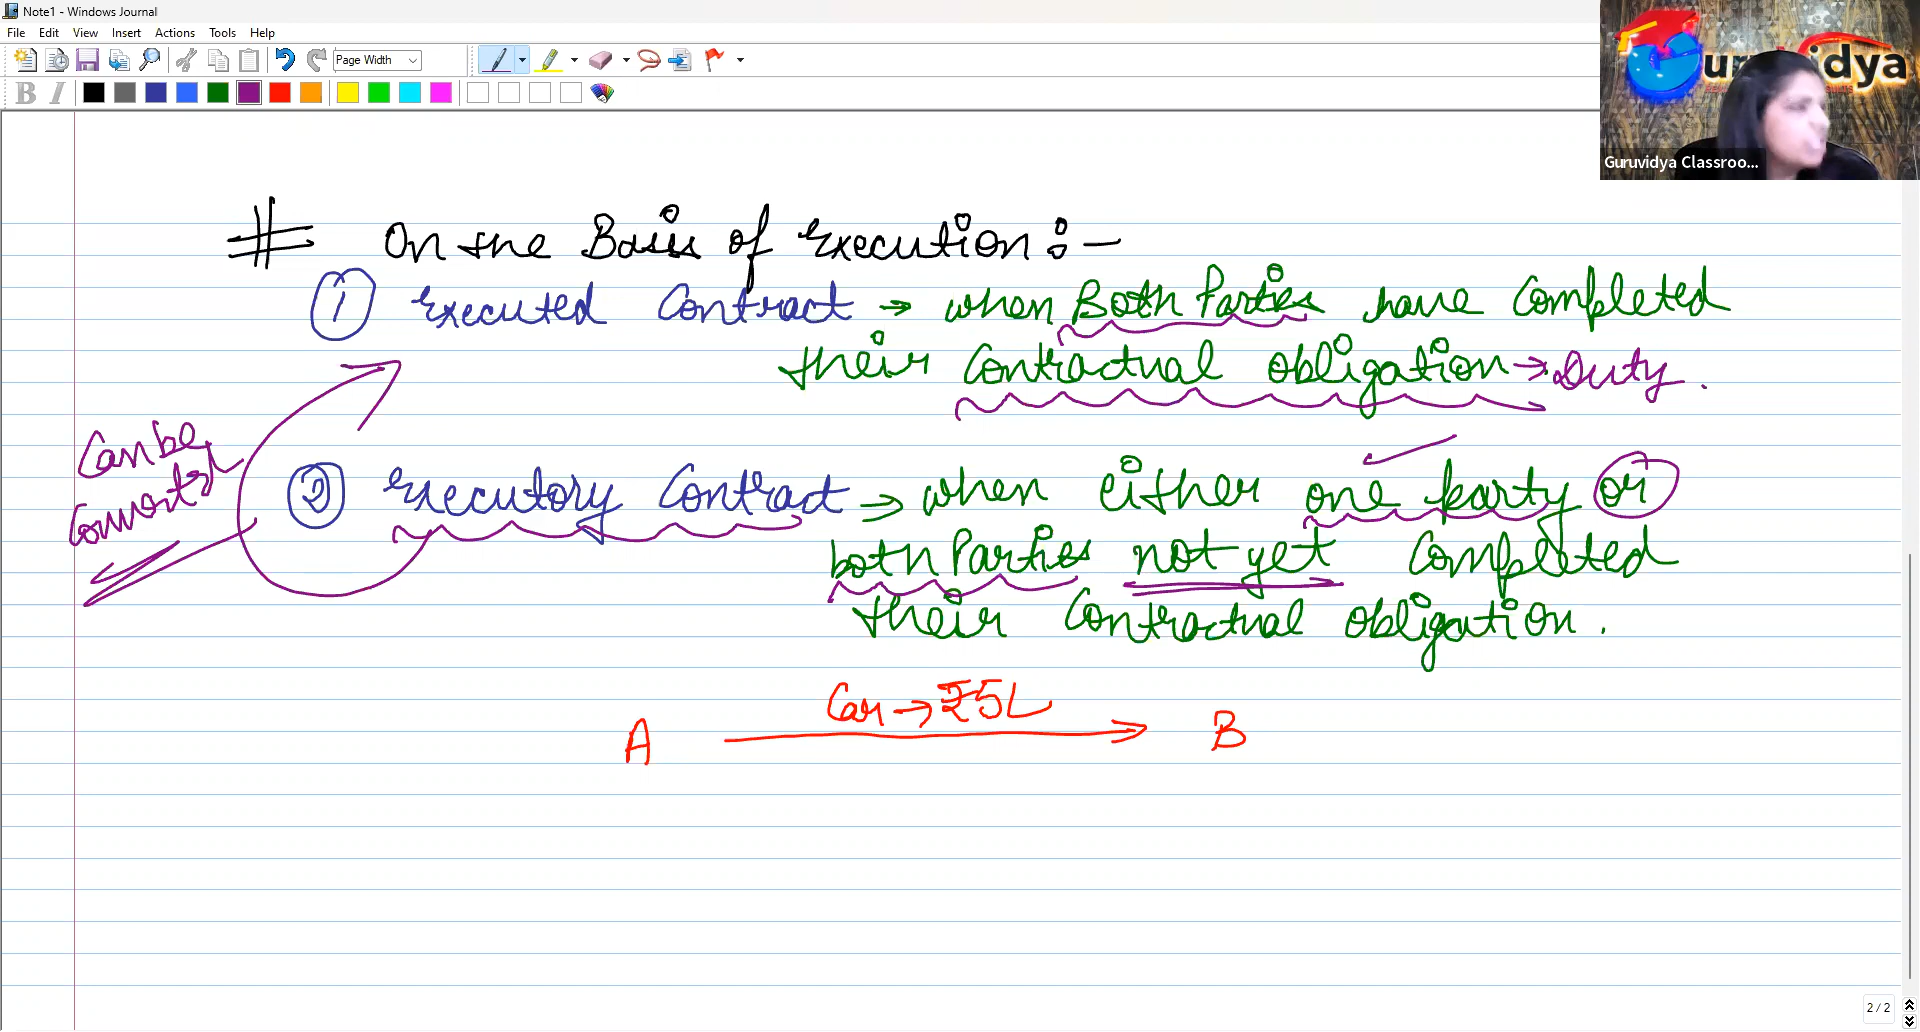 Note1 - Windows Journal
File Edit View Insert Actions Tools Help
Page Width
B I
Guruvidya
Guruvidya Classroo...
# On the Basis of Execution :-
① Executed Contract → when Both Parties have Completed
their Contractual obligation → Duty.
Can be
Converted
② Executory Contract ⇒ when either one party or
both Parties not yet Completed
their Contractual obligation.
Car → ₹5L
A B
2 / 2